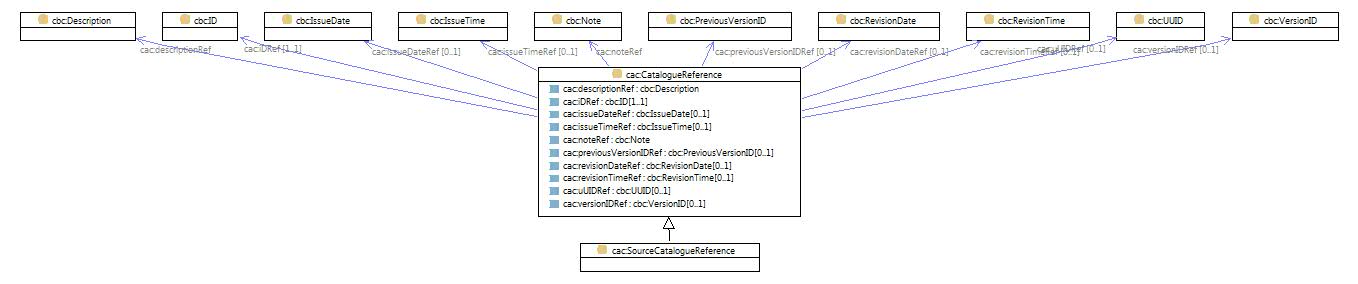 cbc:Description
cbc:ID
cbc:IssueDate
cbc:IssueTime
cbc:Note
cbc:PreviousVersionID
cbc:RevisionDate
cbc:RevisionTime
cbc:UUID
cbc:VersionID
cac:descriptionRef
cac:iDRef [1..1]
cac:issueDateRef [0..1]
cac:issueTimeRef [0..1]
cac:noteRef
cac:previousVersionIDRef [0..1]
cac:revisionDateRef [0..1]
cac:revisionTimeRef [0..1]
cac:uUIDRef [0..1]
cac:versionIDRef [0..1]
cac:CatalogueReference
cac:descriptionRef : cbc:Description
cac:iDRef : cbc:ID[1..1]
cac:issueDateRef : cbc:IssueDate[0..1]
cac:issueTimeRef : cbc:IssueTime[0..1]
cac:noteRef : cbc:Note
cac:previousVersionIDRef : cbc:PreviousVersionID[0..1]
cac:revisionDateRef : cbc:RevisionDate[0..1]
cac:revisionTimeRef : cbc:RevisionTime[0..1]
cac:uUIDRef : cbc:UUID[0..1]
cac:versionIDRef : cbc:VersionID[0..1]
cac:SourceCatalogueReference